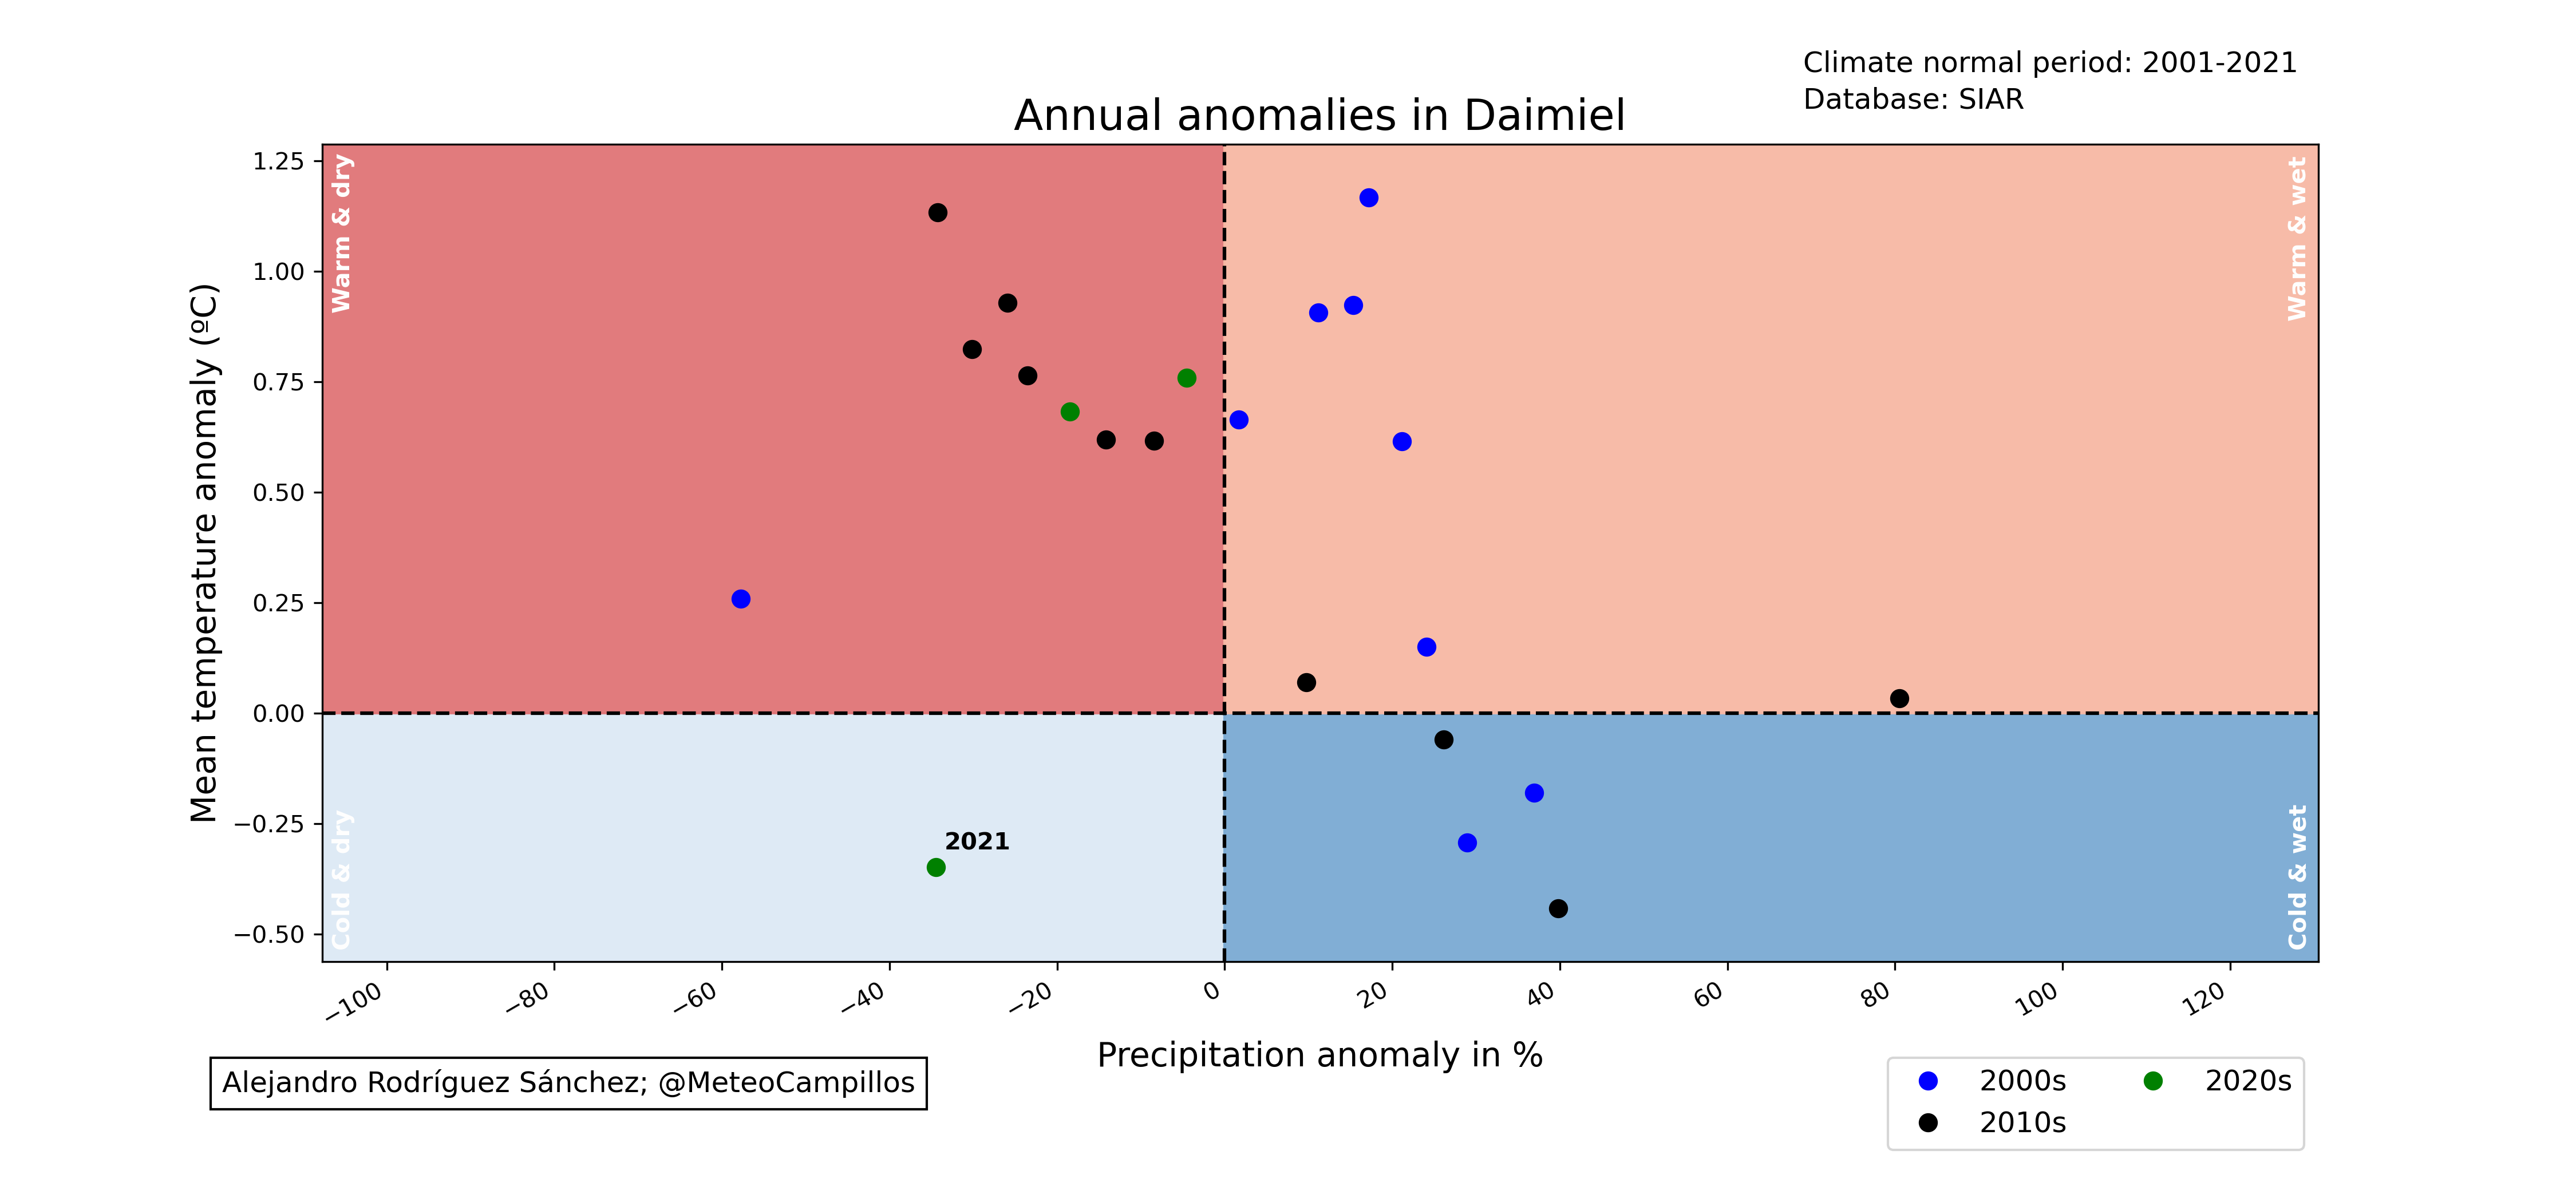 Climate normal period: 2001-2021
Database: SIAR
Annual anomalies in Daimiel
Mean temperature anomaly (ºC)
1.25
1.00
0.75
0.50
0.25
0.00
−0.25
−0.50
Warm & dry
Warm & wet
Cold & dry
Cold & wet
2021
−100
−80
−60
−40
−20
0
20
40
60
80
100
120
Precipitation anomaly in %
Alejandro Rodríguez Sánchez; @MeteoCampillos
2000s
2010s
2020s